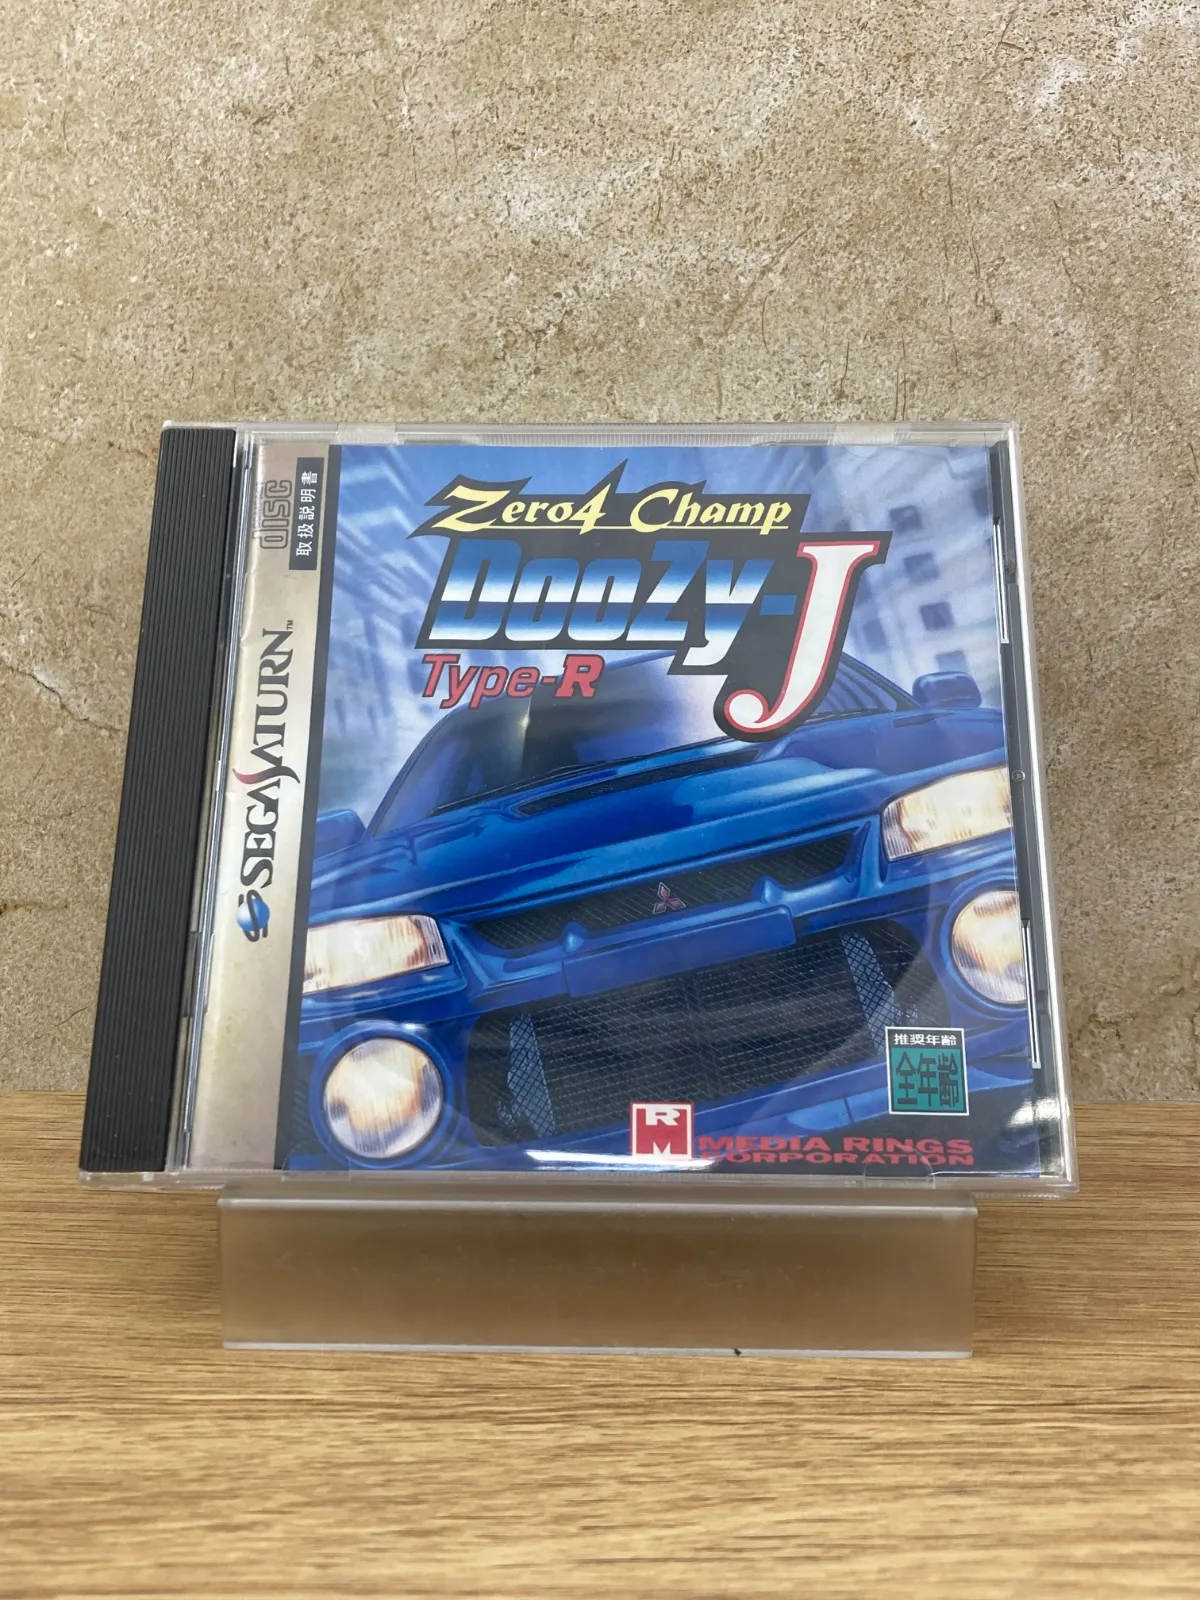 disc
取扱説明書
SEGA SATURN™
Zero4 Champ
DooZy-J
Type-R
推奨年齢
全年齢
RM
MEDIA RINGS
CORPORATION